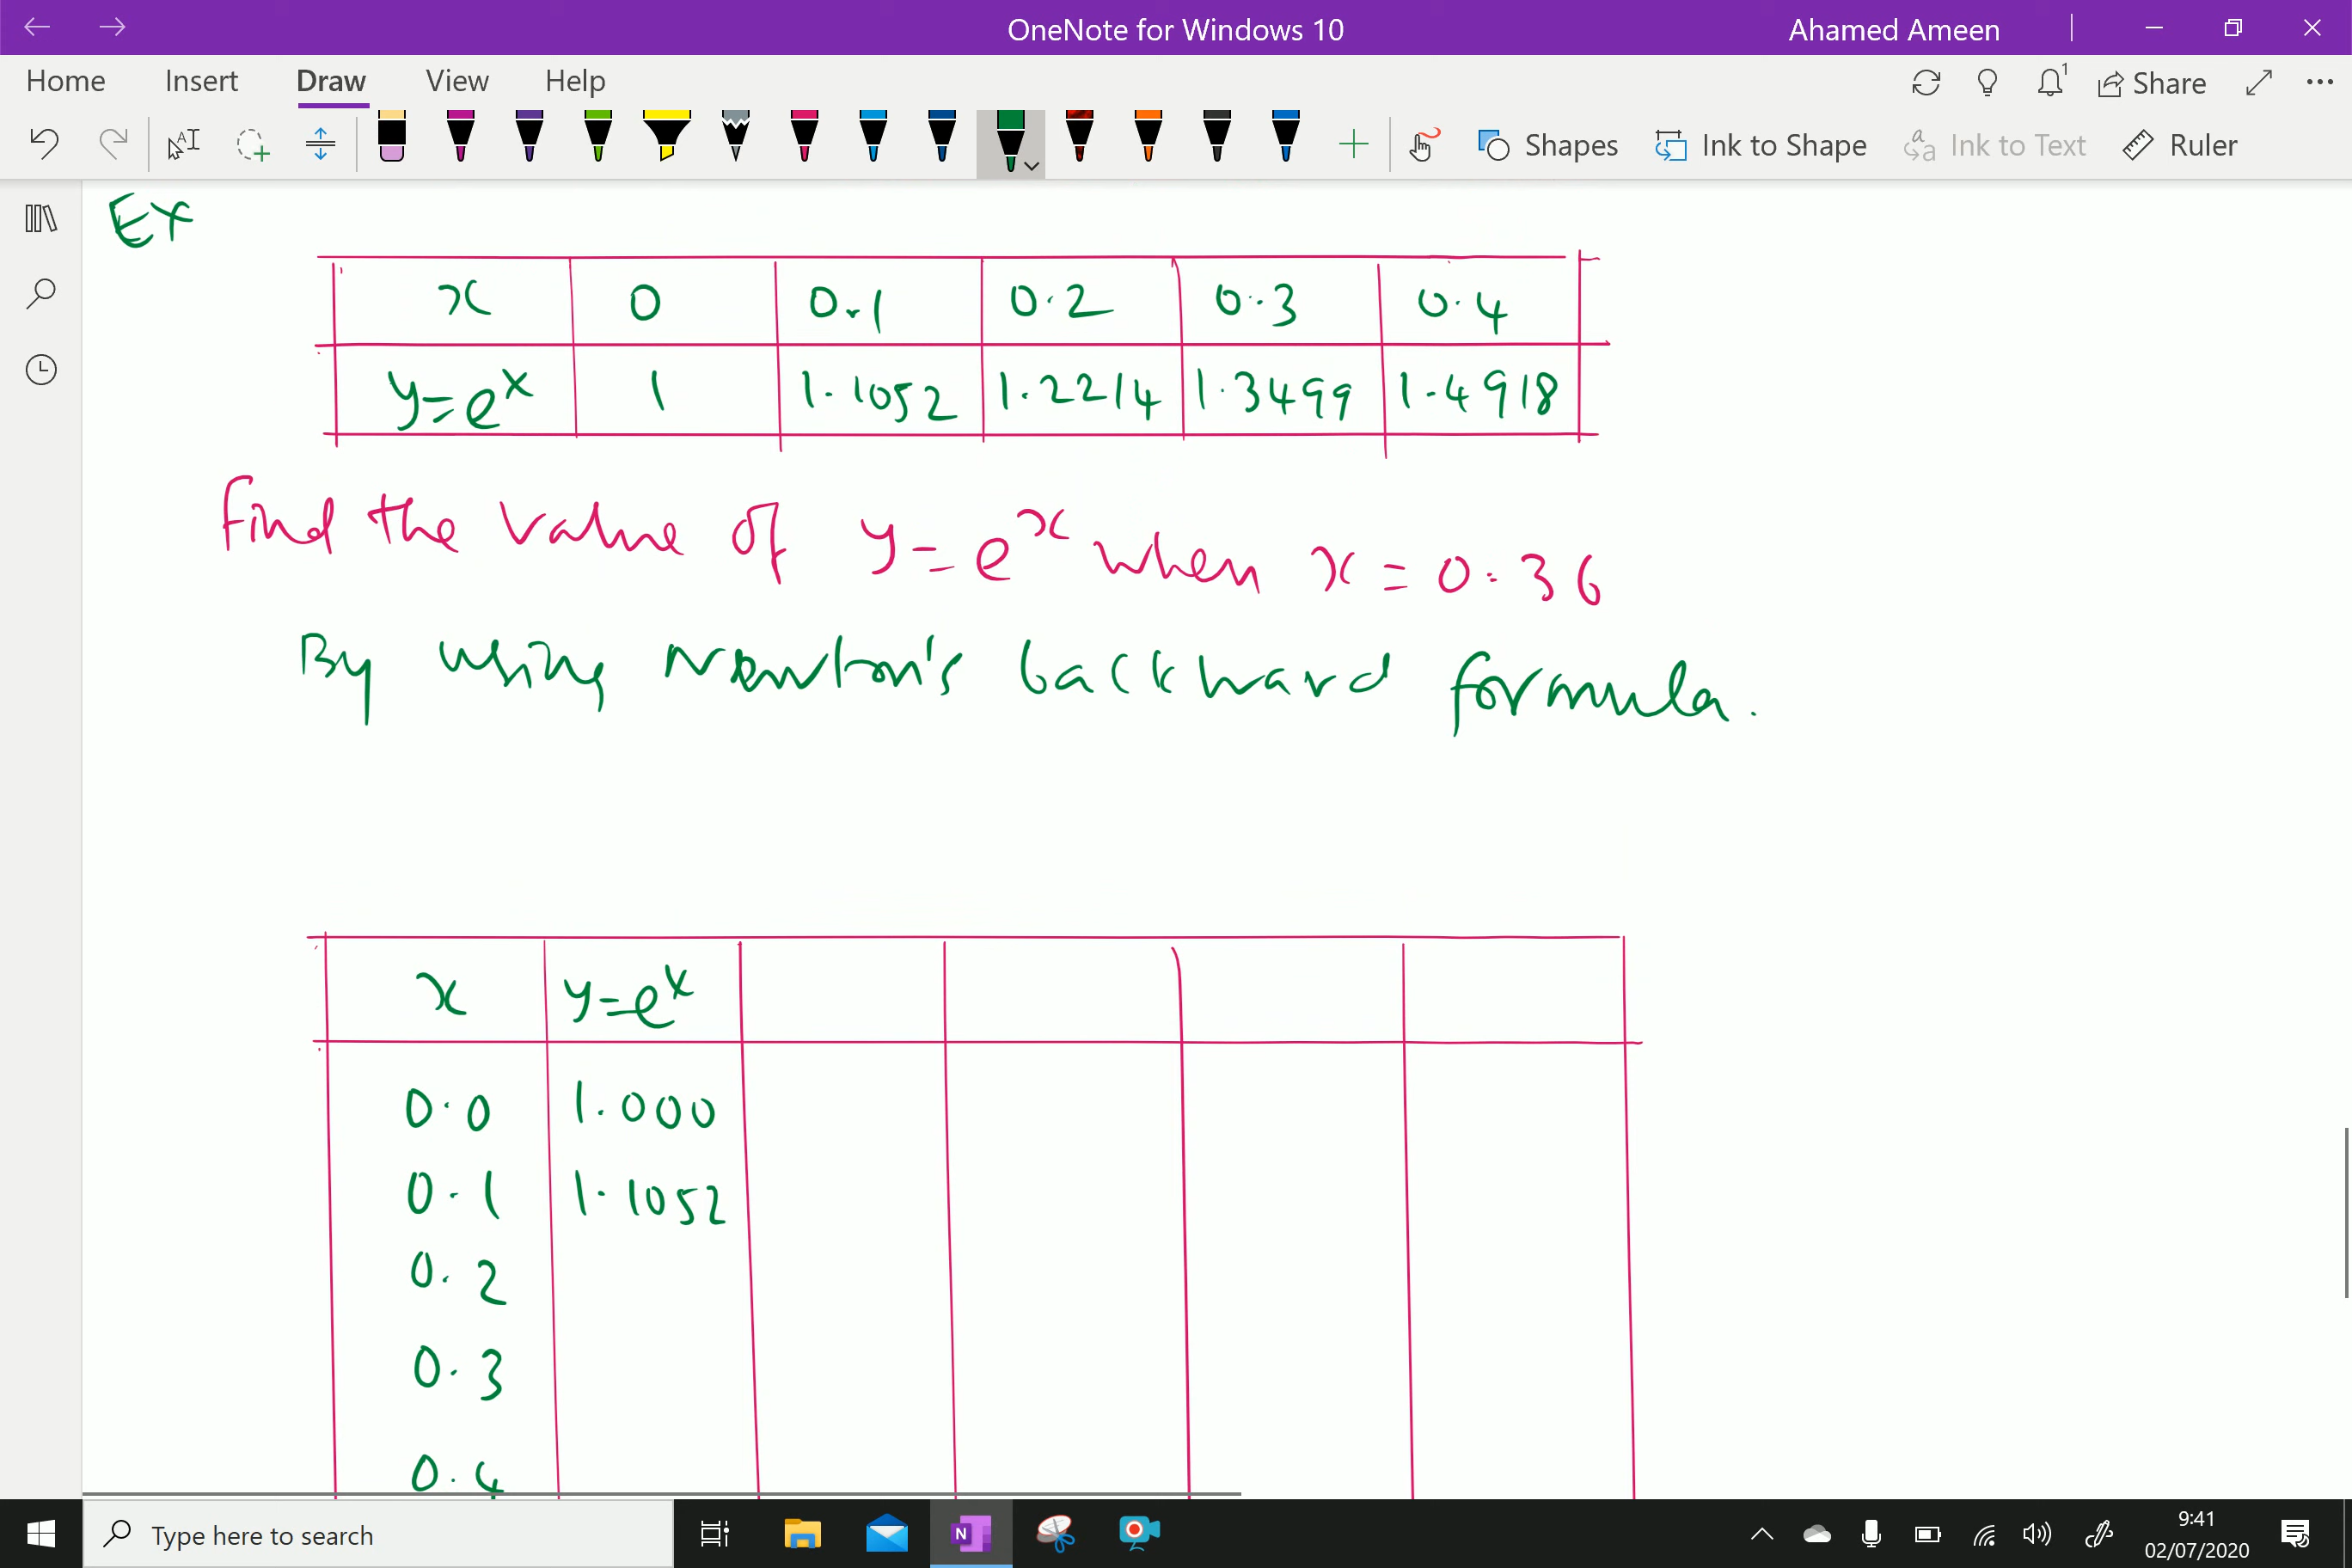 OneNote for Windows 10
Ahamed Ameen
Home Insert Draw View Help
1
Share
Shapes Ink to Shape Ink to Text Ruler
Ex
x 0 0.1 0.2 0.3 0.4
y=e^x 1 1.1052 1.2214 1.3499 1.4918
Find the value of y=e^x when x=0.36
By using Newton's backward formula.
x y=e^x
0.0 1.000
0.1 1.1052
0.2
0.3
0.4
Type here to search
N
9:41
02/07/2020